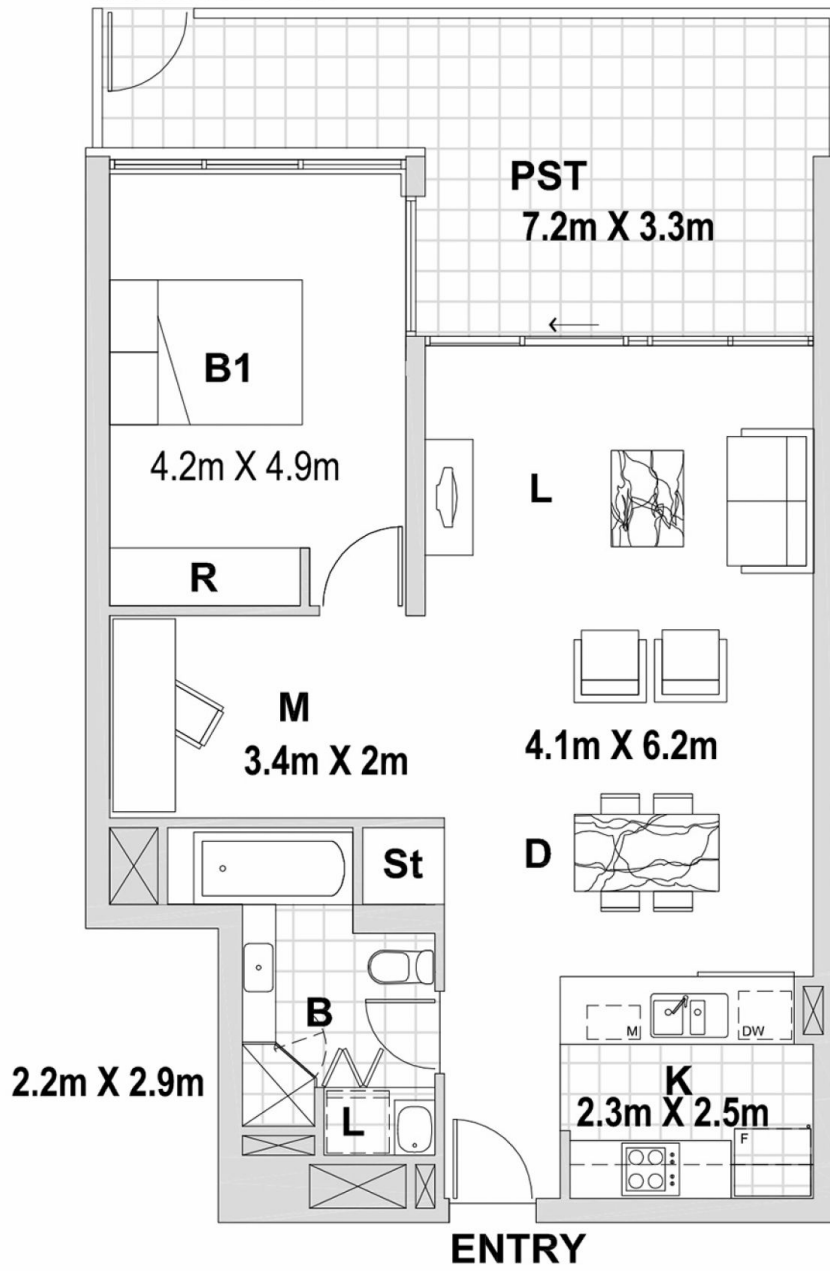 PST
7.2m X 3.3m
B1
4.2m X 4.9m
L
R
M
3.4m X 2m
4.1m X 6.2m
D
St
B
M
DW
2.2m X 2.9m
K
2.3m X 2.5m
L
F
ENTRY